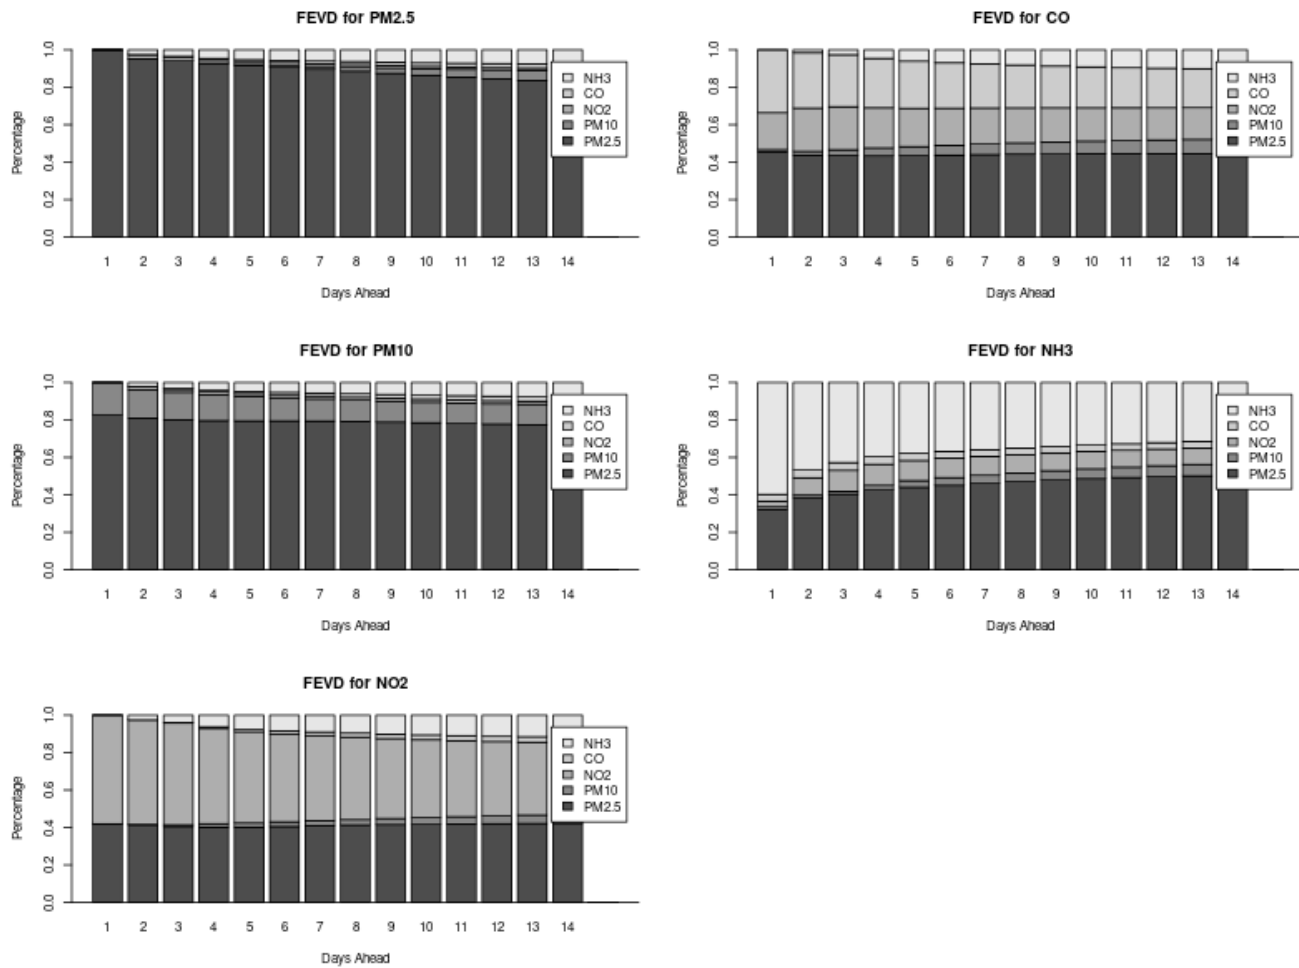 FEVD for PM2.5
Percentage
1.0
0.8
0.6
0.4
0.2
0.0
NH3
CO
NO2
PM10
PM2.5
1 2 3 4 5 6 7 8 9 10 11 12 13 14
Days Ahead
FEVD for CO
Percentage
1.0
0.8
0.6
0.4
0.2
0.0
NH3
CO
NO2
PM10
PM2.5
1 2 3 4 5 6 7 8 9 10 11 12 13 14
Days Ahead
FEVD for PM10
Percentage
1.0
0.8
0.6
0.4
0.2
0.0
NH3
CO
NO2
PM10
PM2.5
1 2 3 4 5 6 7 8 9 10 11 12 13 14
Days Ahead
FEVD for NH3
Percentage
1.0
0.8
0.6
0.4
0.2
0.0
NH3
CO
NO2
PM10
PM2.5
1 2 3 4 5 6 7 8 9 10 11 12 13 14
Days Ahead
FEVD for NO2
Percentage
1.0
0.8
0.6
0.4
0.2
0.0
NH3
CO
NO2
PM10
PM2.5
1 2 3 4 5 6 7 8 9 10 11 12 13 14
Days Ahead